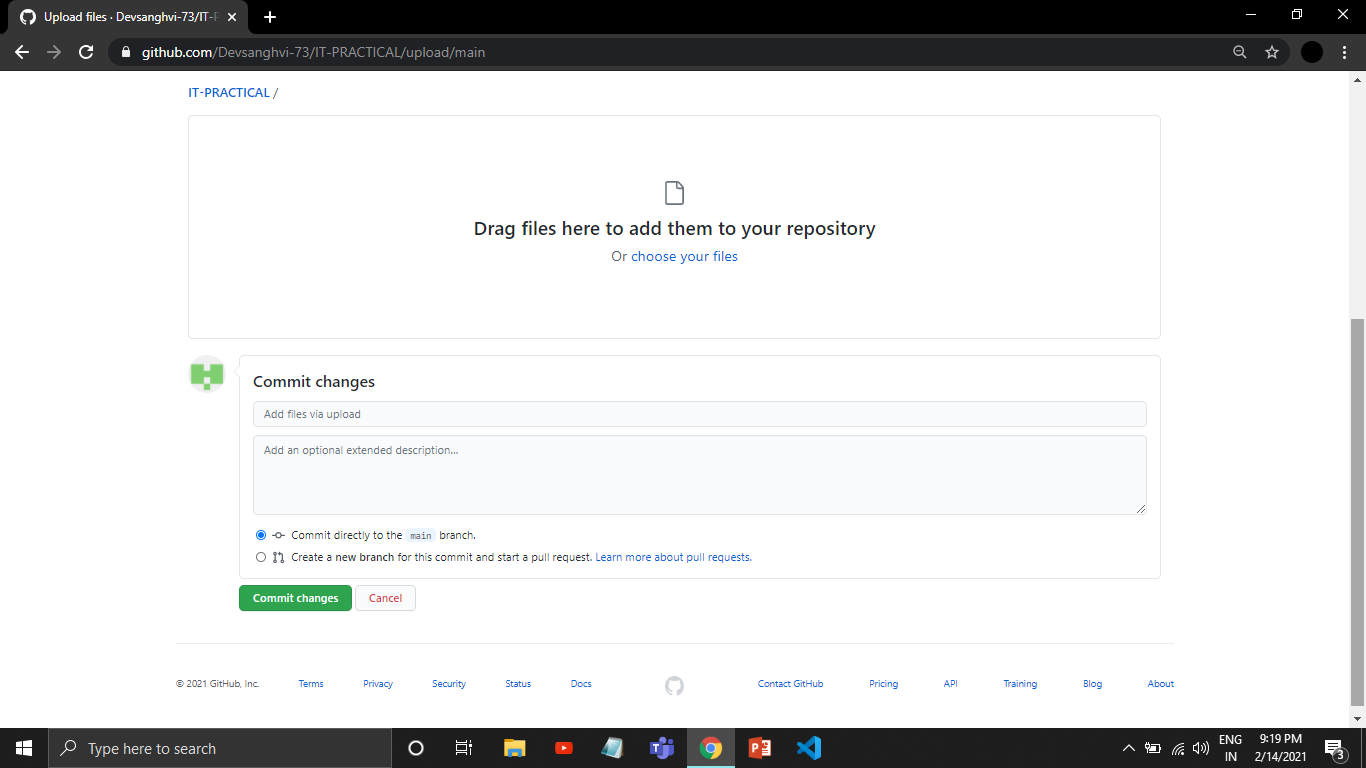 Upload files · Devsanghvi-73/IT-P
github.com/Devsanghvi-73/IT-PRACTICAL/upload/main
IT-PRACTICAL /
Drag files here to add them to your repository
Or choose your files
Commit changes
Add files via upload
Add an optional extended description...
Commit directly to the main branch.
Create a new branch for this commit and start a pull request. Learn more about pull requests.
Commit changes Cancel
© 2021 GitHub, Inc. Terms Privacy Security Status Docs Contact GitHub Pricing API Training Blog About
Type here to search
ENG
IN
9:19 PM
2/14/2021
3